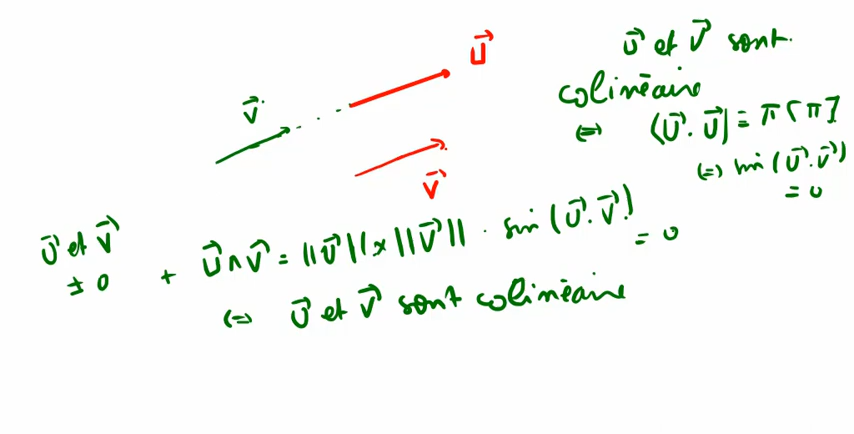 U⃗
V⃗
V⃗
U⃗ et V⃗ sont
colinéaire
⇔ (U⃗.U⃗) ≡ π[π]
⇔ sin(U⃗.V⃗)
= 0
U⃗ et V⃗
≠ 0
+ U⃗ ∧ V⃗ = ||U⃗|| × ||V⃗|| . sin(U⃗.V⃗) = 0
⇔ U⃗ et V⃗ sont colinéaire